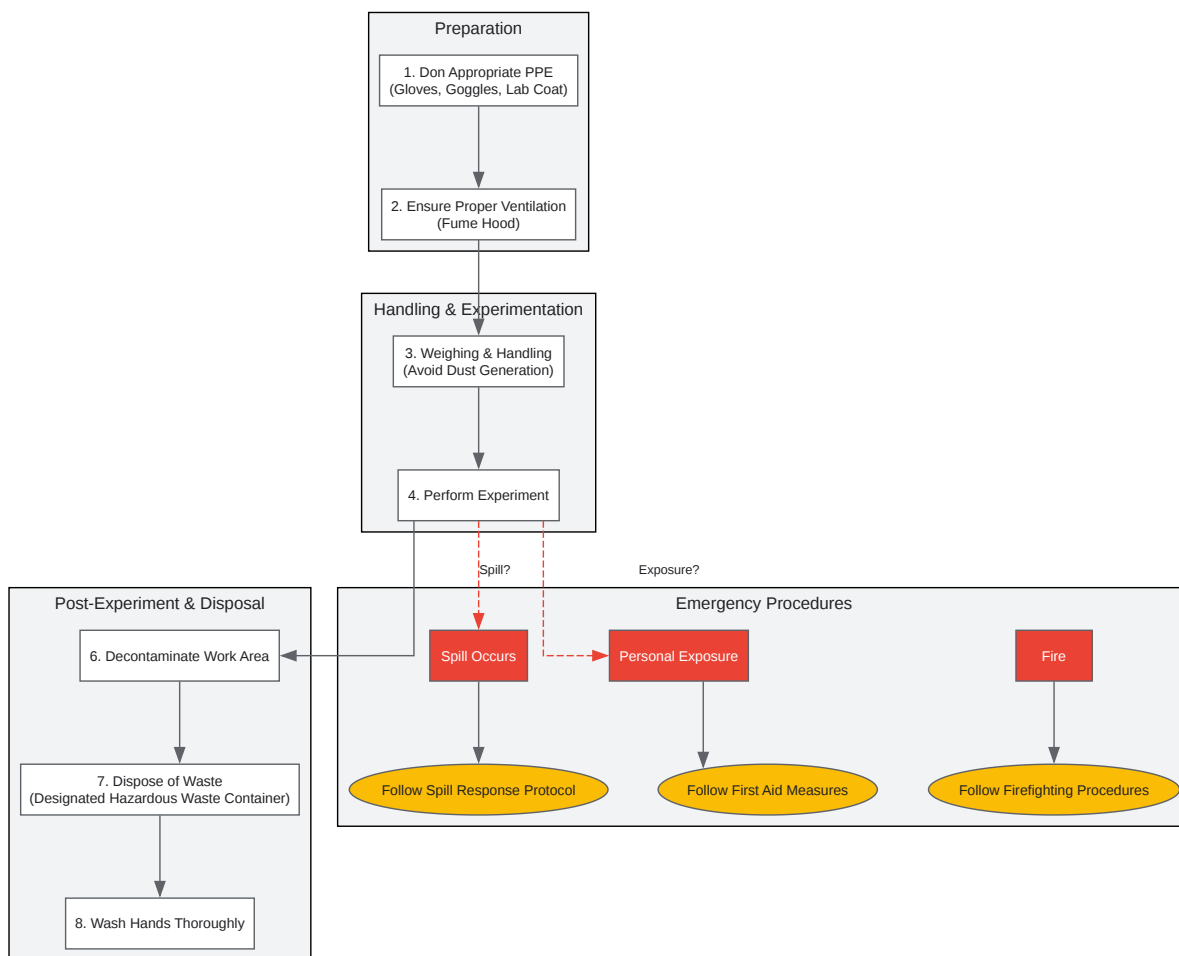 Preparation
1. Don Appropriate PPE
(Gloves, Goggles, Lab Coat)
2. Ensure Proper Ventilation
(Fume Hood)
Handling & Experimentation
3. Weighing & Handling
(Avoid Dust Generation)
4. Perform Experiment
Spill?
Exposure?
Post-Experiment & Disposal
6. Decontaminate Work Area
7. Dispose of Waste
(Designated Hazardous Waste Container)
8. Wash Hands Thoroughly
Emergency Procedures
Spill Occurs
Personal Exposure
Fire
Follow Spill Response Protocol
Follow First Aid Measures
Follow Firefighting Procedures